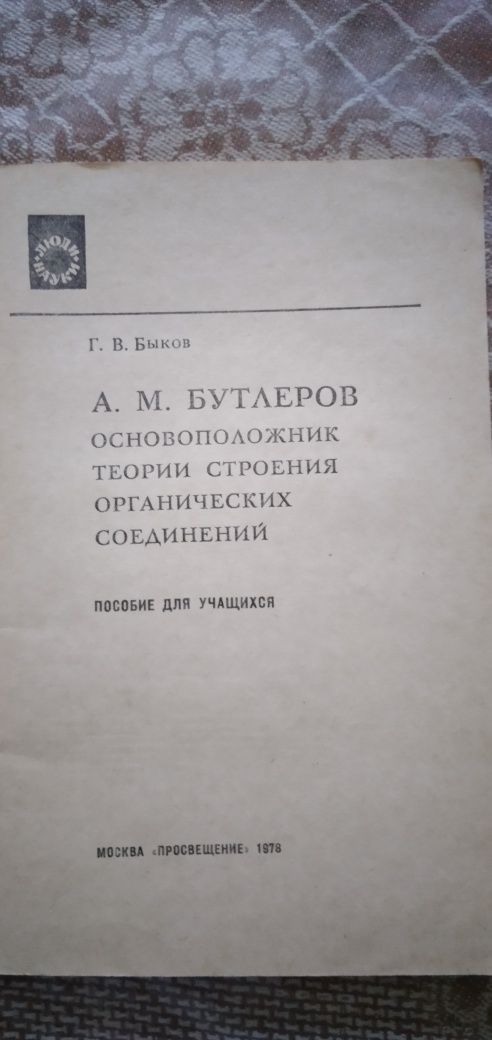 ЛЮДИ
НАУКИ
Г. В. Быков
А. М. БУТЛЕРОВ
ОСНОВОПОЛОЖНИК
ТЕОРИИ СТРОЕНИЯ
ОРГАНИЧЕСКИХ
СОЕДИНЕНИЙ
ПОСОБИЕ ДЛЯ УЧАЩИХСЯ
МОСКВА «ПРОСВЕЩЕНИЕ» 1978